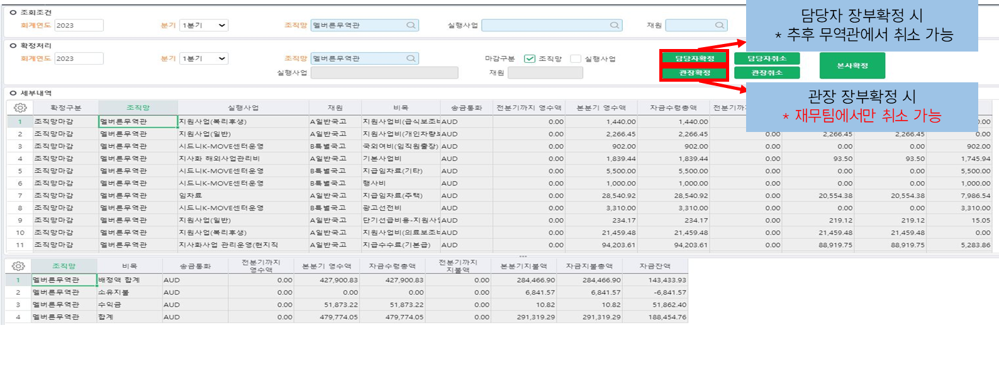 조회조건
회계연도 2023 분기 1분기 조직망 멜버른무역관 실행사업 재원
담당자 장부확정 시
* 추후 무역관에서 취소 가능
확정처리
회계연도 2023 분기 1분기 조직망 멜버른무역관 마감구분 조직망 실행사업 담당자확정 담당자취소 본사확정
실행사업 재원 관장확정 관장취소
관장 장부확정 시
* 재무팀에서만 취소 가능
세부내역
확정구분 조직망 실행사업 재원 비목 송금통화 전분기까지 영수액 본분기 영수액 자금수령총액 전분기까지
1 조직망마감 멜버른무역관 지원사업(복리후생) A일반국고 지원사업비(급식보조비 AUD 0.00 1,440.00 1,440.00 0.00
2 조직망마감 멜버른무역관 지원사업(일반) A일반국고 지원사업비(개인차량보 AUD 0.00 2,266.45 2,266.45 0.00 2,266.45 2,266.45 0.00
3 조직망마감 멜버른무역관 시드니K-MOVE센터운영 B특별국고 국외여비(임직원출장) AUD 0.00 902.00 902.00 0.00 0.00 0.00 902.00
4 조직망마감 멜버른무역관 지사화 해외사업관리비 A일반국고 기본사업비 AUD 0.00 1,839.44 1,839.44 0.00 93.50 93.50 1,745.94
5 조직망마감 멜버른무역관 시드니K-MOVE센터운영 B특별국고 지급임차료(기타) AUD 0.00 5,500.00 5,500.00 0.00 0.00 0.00 5,500.00
6 조직망마감 멜버른무역관 시드니K-MOVE센터운영 B특별국고 행사비 AUD 0.00 1,000.00 1,000.00 0.00 0.00 0.00 1,000.00
7 조직망마감 멜버른무역관 임차료 A일반국고 지급임차료(주택) AUD 0.00 28,540.92 28,540.92 0.00 20,554.38 20,554.38 7,986.54
8 조직망마감 멜버른무역관 시드니K-MOVE센터운영 B특별국고 광고선전비 AUD 0.00 3,310.00 3,310.00 0.00 0.00 0.00 3,310.00
9 조직망마감 멜버른무역관 지원사업(일반) A일반국고 단기선급비용-지원사업 AUD 0.00 234.17 234.17 0.00 219.12 219.12 15.05
10 조직망마감 멜버른무역관 지원사업(복리후생) A일반국고 지원사업비(의료보조비 AUD 0.00 21,459.48 21,459.48 0.00 21,459.48 21,459.48 0.00
11 조직망마감 멜버른무역관 지사화사업 관리운영(현지직 A일반국고 지급수수료(기본급) AUD 0.00 94,203.61 94,203.61 0.00 88,919.75 88,919.75 5,283.86
조직망 비목 송금통화 전분기까지 영수액 본분기 영수액 자금수령총액 전분기까지 지불액 본분기지불액 자금지불총액 자금잔액
1 멜버른무역관 배정액 합계 AUD 0.00 427,900.83 427,900.83 0.00 284,466.90 284,466.90 143,433.93
2 멜버른무역관 소유지불 AUD 0.00 0.00 0.00 0.00 6,841.57 6,841.57 -6,841.57
3 멜버른무역관 수익금 AUD 0.00 51,873.22 51,873.22 0.00 10.82 10.82 51,862.40
4 멜버른무역관 합계 AUD 0.00 479,774.05 479,774.05 0.00 291,319.29 291,319.29 188,454.76